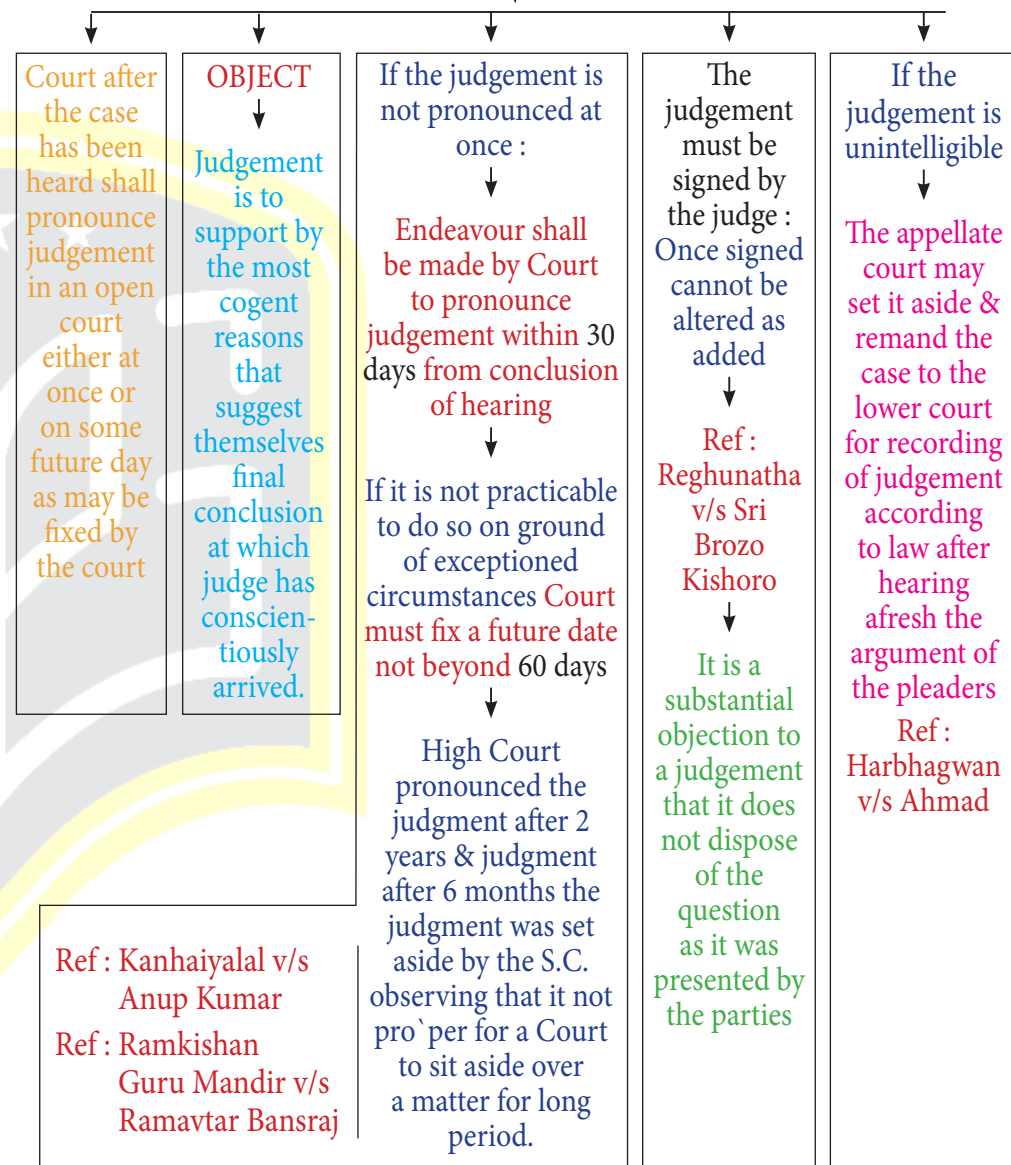 Court after
the case
has been
heard shall
pronounce
judgement
in an open
court
either at
once or
on some
future day
as may be
fixed by
the court
OBJECT
Judgement
is to
support by
the most
cogent
reasons
that
suggest
themselves
final
conclusion
at which
judge has
conscien-
tiously
arrived.
If the judgement is
not pronounced at
once :
Endeavour shall
be made by Court
to pronounce
judgement within 30
days from conclusion
of hearing
If it is not practicable
to do so on ground
of exceptioned
circumstances Court
must fix a future date
not beyond 60 days
High Court
pronounced the
judgment after 2
years & judgment
after 6 months the
judgment was set
aside by the S.C.
observing that it not
pro`per for a Court
to sit aside over
a matter for long
period.
Ref : Kanhaiyalal v/s
Anup Kumar
Ref : Ramkishan
Guru Mandir v/s
Ramavtar Bansraj
The
judgement
must be
signed by
the judge :
Once signed
cannot be
altered as
added
Ref :
Reghunatha
v/s Sri
Brozo
Kishoro
It is a
substantial
objection to
a judgement
that it does
not dispose
of the
question
as it was
presented by
the parties
If the
judgement is
unintelligible
The appellate
court may
set it aside &
remand the
case to the
lower court
for recording
of judgement
according
to law after
hearing
afresh the
argument of
the pleaders
Ref :
Harbhagwan
v/s Ahmad